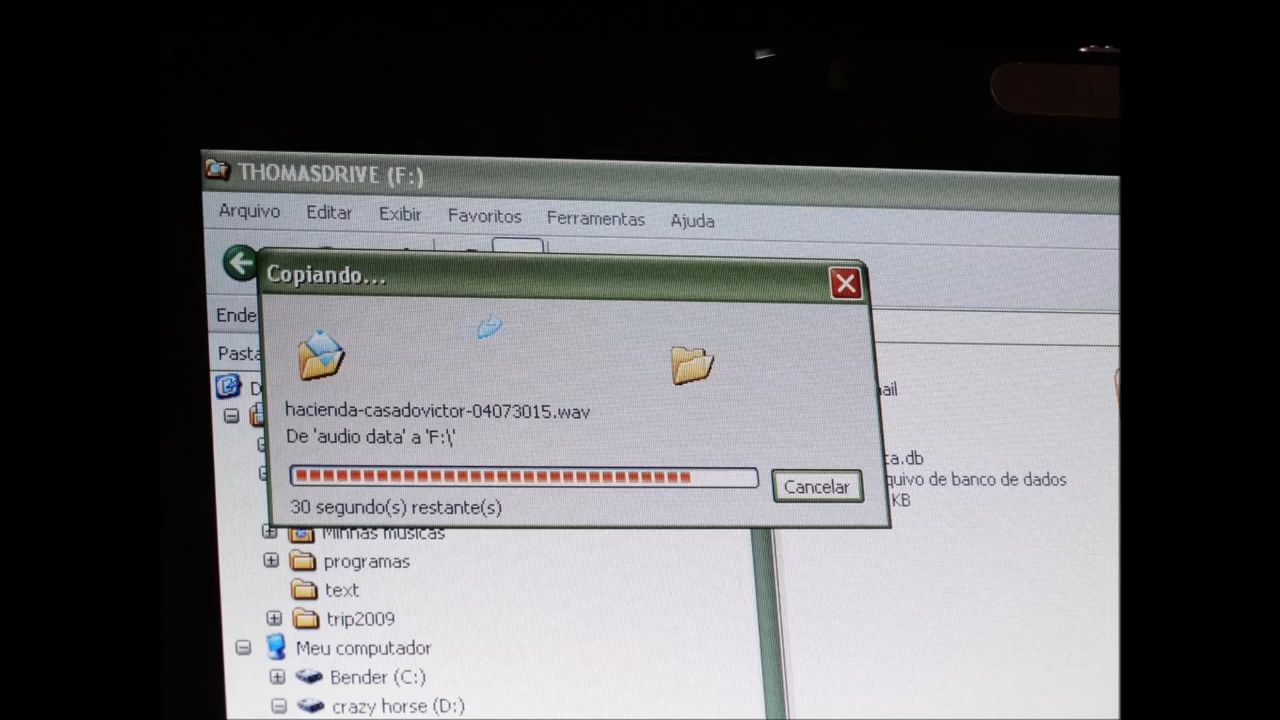 THOMASDRIVE (F:)
Arquivo Editar Exibir Favoritos Ferramentas Ajuda
Copiando...
Ende
Pasta
hacienda-casadovictor-04073015.wav
De 'audio data' a 'F:\'
Cancelar
30 segundo(s) restante(s)
D
ail
ca.db
quivo de banco de dados
KB
Minhas músicas
programas
text
trip2009
Meu computador
Bender (C:)
crazy horse (D:)